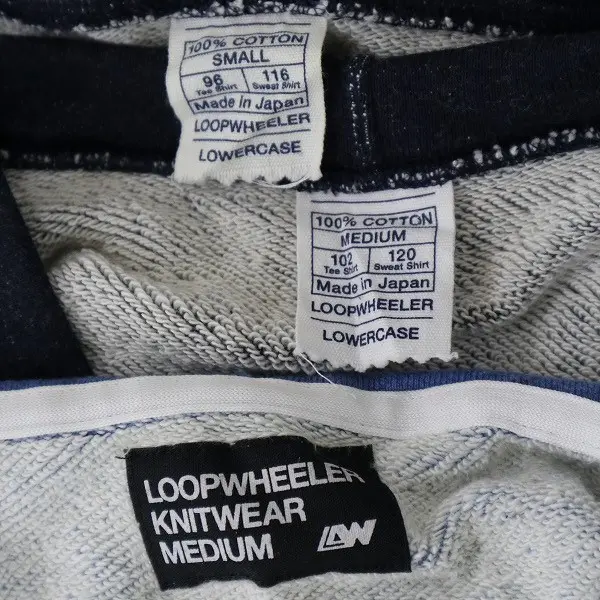 100% COTTON
SMALL
96 116
Tee Shirt Sweat Shirt
Made in Japan
LOOPWHEELER
LOWERCASE
100% COTTON
MEDIUM
102 120
Tee Shirt Sweat Shirt
Made in Japan
LOOPWHEELER
LOWERCASE
LOOPWHEELER
KNITWEAR
MEDIUM LW